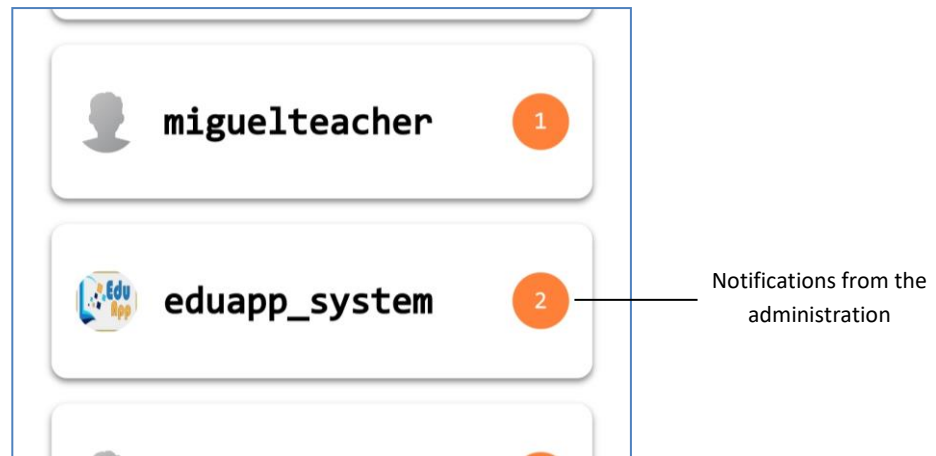 miguelteacher
1
Edu
App
eduapp_system
2
Notifications from the
administration